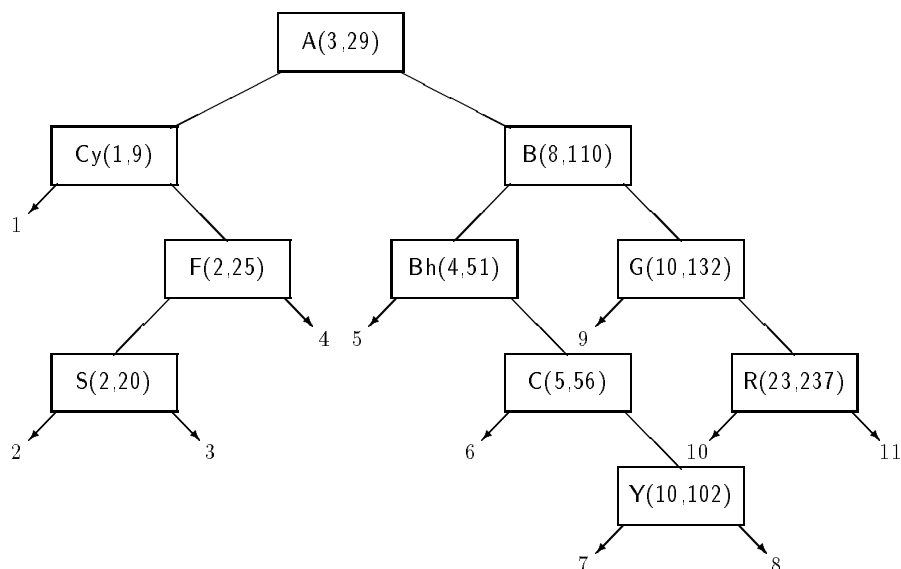 A(3,29)
Cy(1,9)
B(8,110)
1
F(2,25)
Bh(4,51)
G(10,132)
4
5
9
S(2,20)
C(5,56)
R(23,237)
2
3
6
10
11
Y(10,102)
7
8